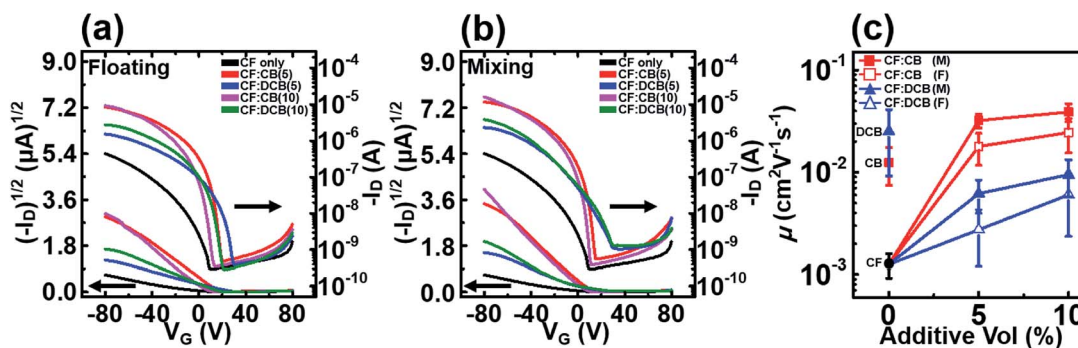 (a)
Floating
CF only
CF:CB(5)
CF:DCB(5)
CF:CB(10)
CF:DCB(10)
9.0
7.2
5.4
3.6
1.8
0.0
(-I_D)^1/2 (μA)^1/2
10^-4
10^-5
10^-6
10^-7
10^-8
10^-9
10^-10
-I_D (A)
-80 -40 0 40 80
V_G (V)
(b)
Mixing
CF only
CF:CB(5)
CF:DCB(5)
CF:CB(10)
CF:DCB(10)
9.0
7.2
5.4
3.6
1.8
0.0
(-I_D)^1/2 (μA)^1/2
10^-4
10^-5
10^-6
10^-7
10^-8
10^-9
10^-10
-I_D (A)
-80 -40 0 40 80
V_G (V)
(c)
CF:CB (M)
CF:CB (F)
CF:DCB (M)
CF:DCB (F)
10^-1
10^-2
10^-3
μ (cm^2V^-1s^-1)
DCB
CB
CF
0 5 10
Additive Vol (%)